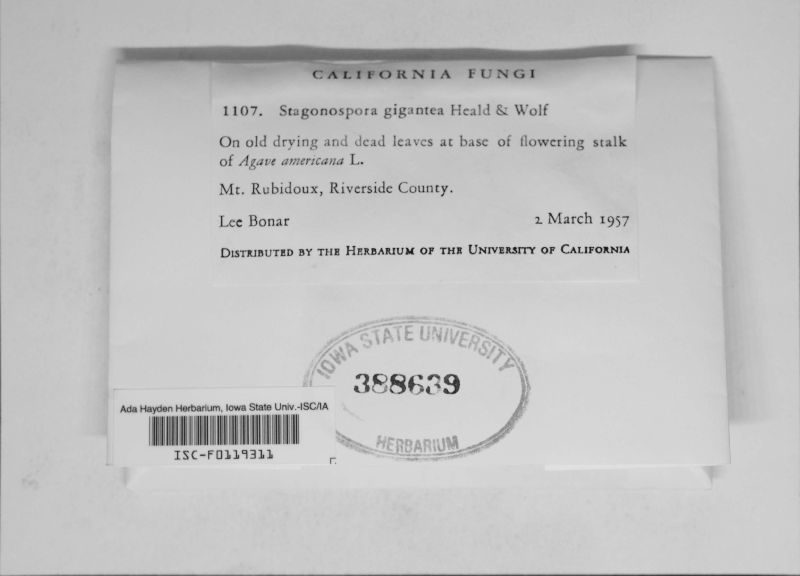 CALIFORNIA FUNGI
1107. Stagonospora gigantea Heald & Wolf
On old drying and dead leaves at base of flowering stalk
of Agave americana L.
Mt. Rubidoux, Riverside County.
Lee Bonar 2 March 1957
DISTRIBUTED BY THE HERBARIUM OF THE UNIVERSITY OF CALIFORNIA
IOWA STATE UNIVERSITY
388639
HERBARIUM
Ada Hayden Herbarium, Iowa State Univ.-ISC/IA
ISC-F0119311